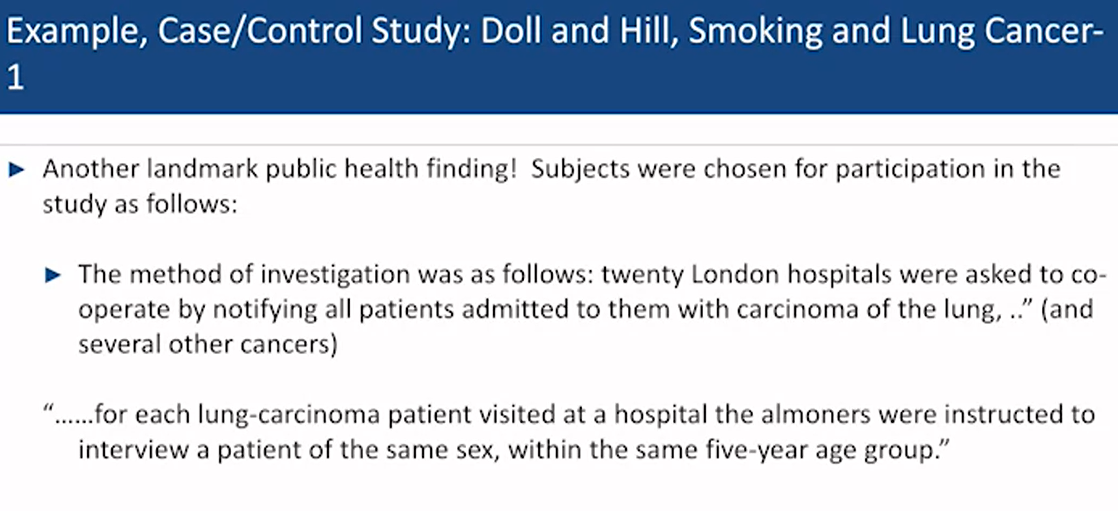 Example, Case/Control Study: Doll and Hill, Smoking and Lung Cancer-
1
► Another landmark public health finding!  Subjects were chosen for participation in the
study as follows:
► The method of investigation was as follows: twenty London hospitals were asked to co-
operate by notifying all patients admitted to them with carcinoma of the lung, ..” (and
several other cancers)
“......for each lung-carcinoma patient visited at a hospital the almoners were instructed to
interview a patient of the same sex, within the same five-year age group.”